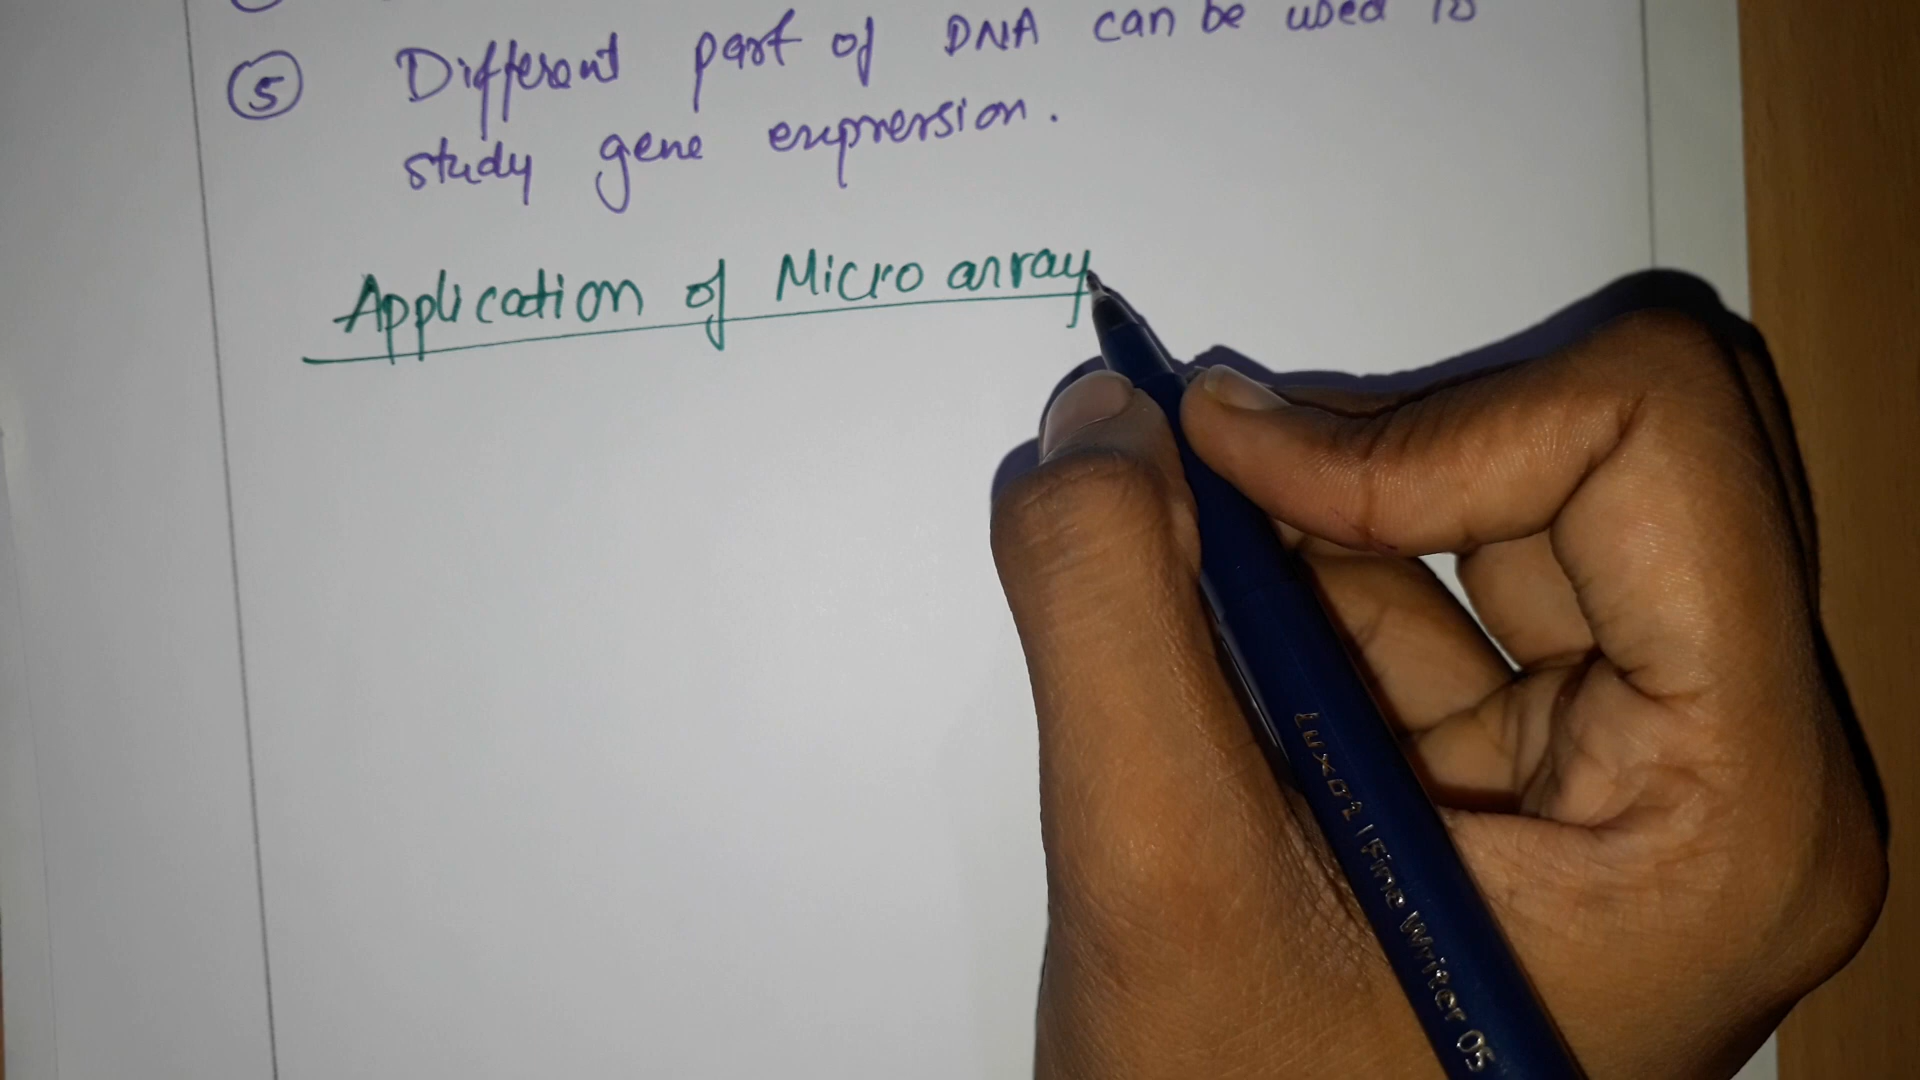 ⑤ Different part of DNA can be used to
study gene expression.
Application of Micro array
Luxor | Fine Writer 05